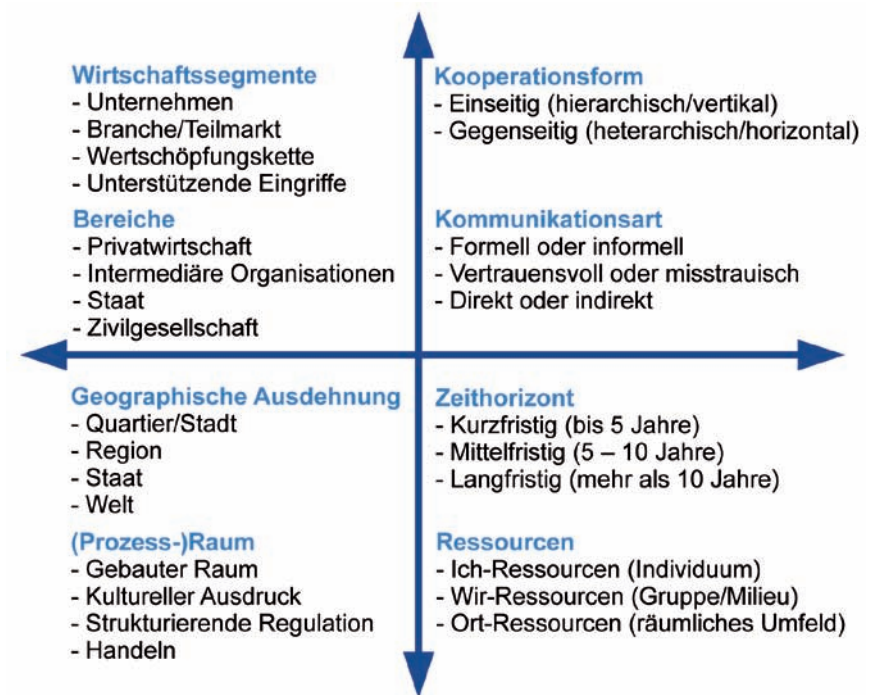 Wirtschaftssegmente
- Unternehmen
- Branche/Teilmarkt
- Wertschöpfungskette
- Unterstützende Eingriffe
Bereiche
- Privatwirtschaft
- Intermediäre Organisationen
- Staat
- Zivilgesellschaft
Kooperationsform
- Einseitig (hierarchisch/vertikal)
- Gegenseitig (heterarchisch/horizontal)
Kommunikationsart
- Formell oder informell
- Vertrauensvoll oder misstrauisch
- Direkt oder indirekt
Geographische Ausdehnung
- Quartier/Stadt
- Region
- Staat
- Welt
(Prozess-)Raum
- Gebauter Raum
- Kultureller Ausdruck
- Strukturierende Regulation
- Handeln
Zeithorizont
- Kurzfristig (bis 5 Jahre)
- Mittelfristig (5 – 10 Jahre)
- Langfristig (mehr als 10 Jahre)
Ressourcen
- Ich-Ressourcen (Individuum)
- Wir-Ressourcen (Gruppe/Milieu)
- Ort-Ressourcen (räumliches Umfeld)